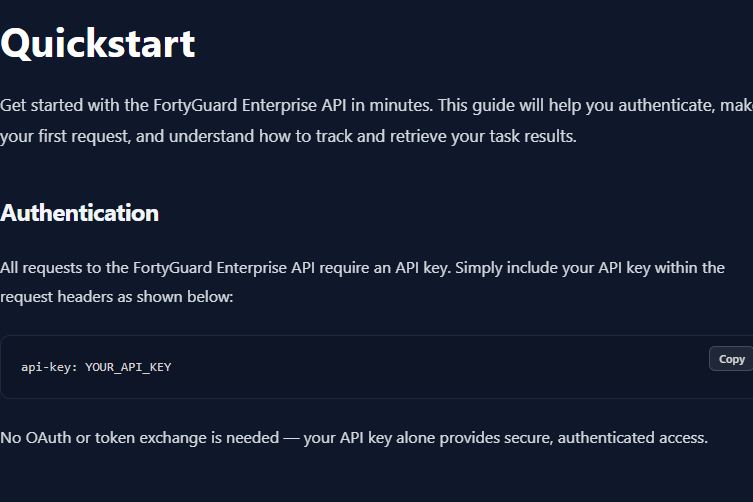 Quickstart
Get started with the FortyGuard Enterprise API in minutes. This guide will help you authenticate,
your first request, and understand how to track and retrieve your task results.
Authentication
All requests to the FortyGuard Enterprise API require an API key. Simply include your API key within the
request headers as shown below:
api-key: YOUR_API_KEY
Copy
No OAuth or token exchange is needed — your API key alone provides secure, authenticated access.